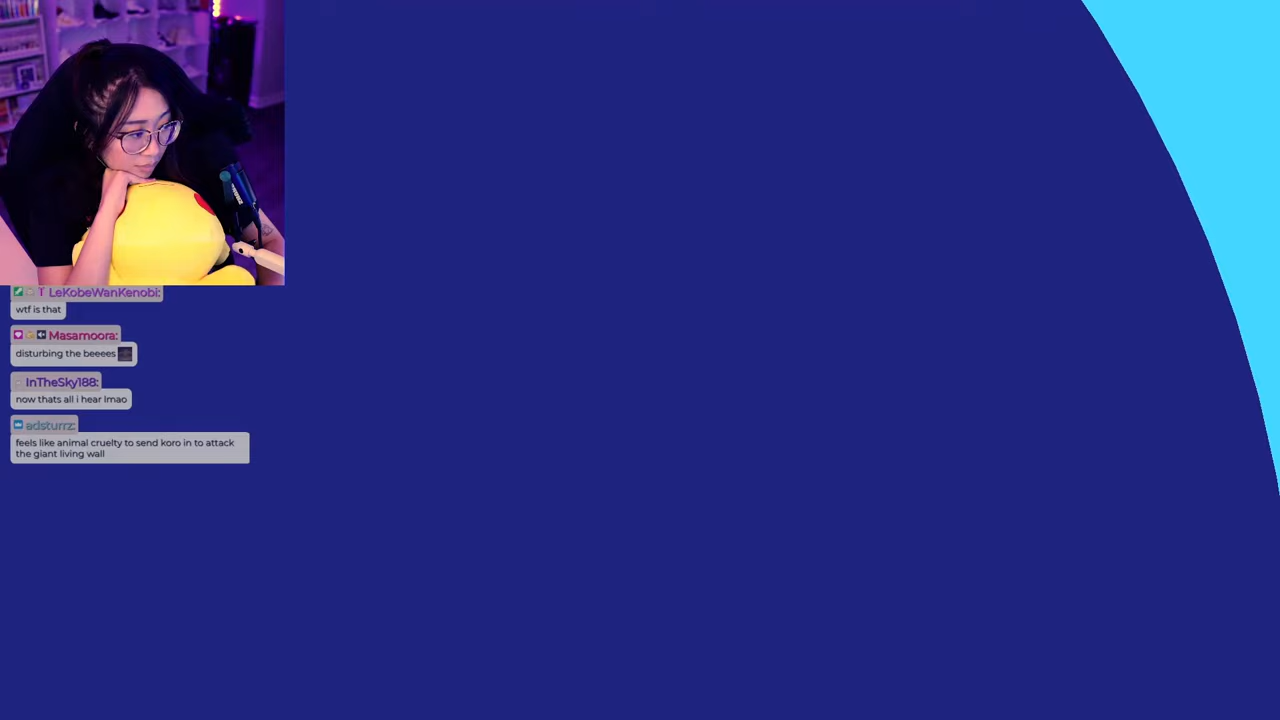 LeKobeWanKenobi:
wtf is that
Masamoora:
disturbing the beeees
InTheSky188:
now thats all i hear lmao
adsturrz:
feels like animal cruelty to send koro in to attack
the giant living wall